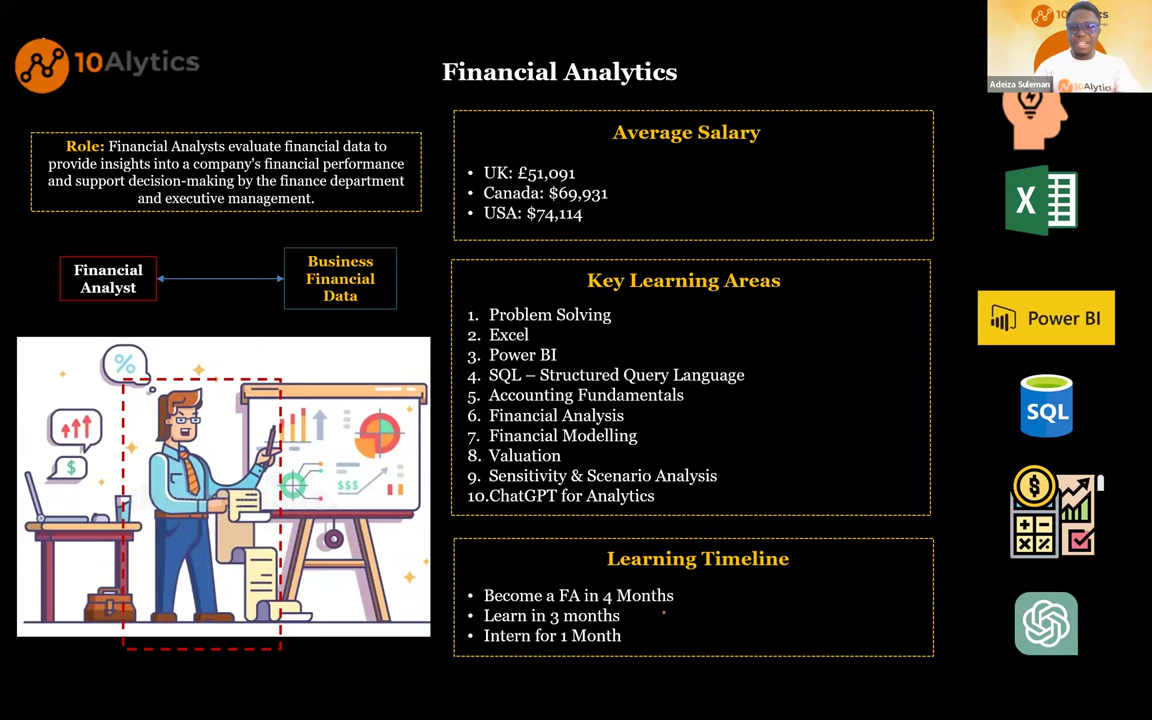 10Alytics
Financial Analytics
Adeiza Suleman
10Alytics
Role: Financial Analysts evaluate financial data to
provide insights into a company's financial performance
and support decision-making by the finance department
and executive management.
Financial
Analyst
Business
Financial
Data
%
$
$$$
Average Salary
• UK: £51,091
• Canada: $69,931
• USA: $74,114
Key Learning Areas
1. Problem Solving
2. Excel
3. Power BI
4. SQL – Structured Query Language
5. Accounting Fundamentals
6. Financial Analysis
7. Financial Modelling
8. Valuation
9. Sensitivity & Scenario Analysis
10.ChatGPT for Analytics
Learning Timeline
• Become a FA in 4 Months
• Learn in 3 months
• Intern for 1 Month
X
Power BI
SQL
$